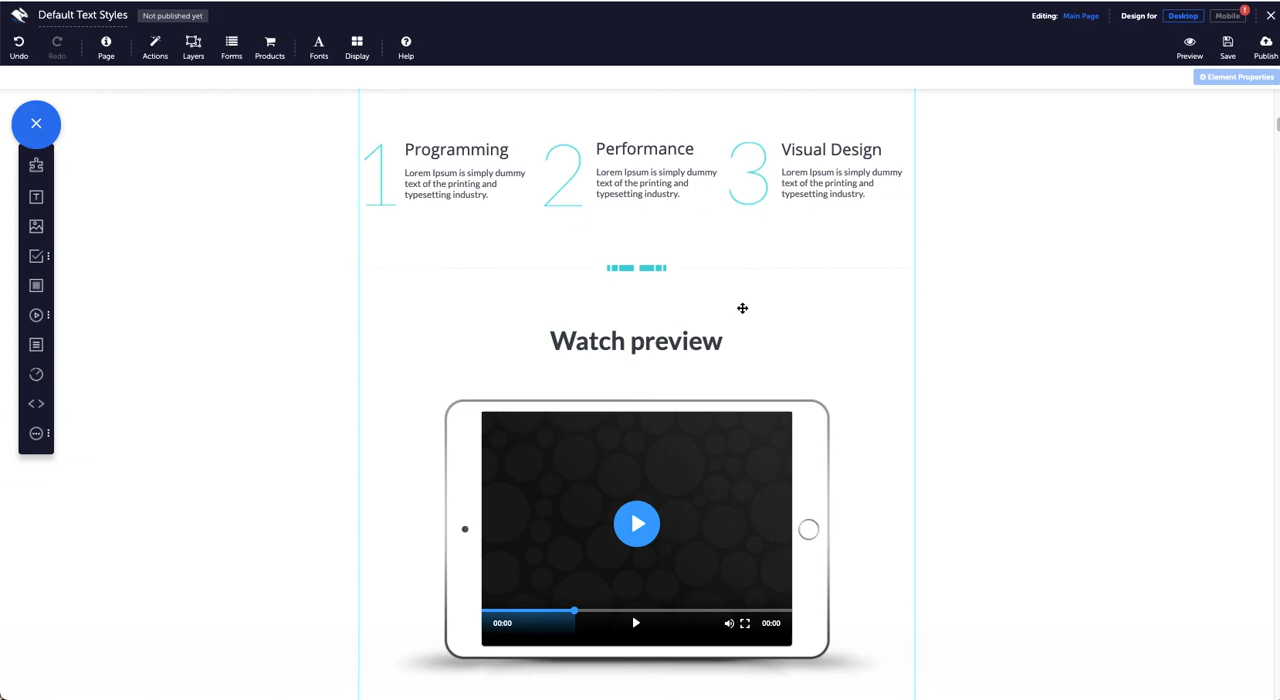 Default Text Styles
Not published yet
Editing: Main Page
Design for Desktop Mobile !
Undo
Redo
Page
Actions
Layers
Forms
Products
Fonts
Display
Help
Preview
Save
Publish
Element Properties
1
Programming
Lorem Ipsum is simply dummy
text of the printing and
typesetting industry.
2
Performance
Lorem Ipsum is simply dummy
text of the printing and
typesetting industry.
3
Visual Design
Lorem Ipsum is simply dummy
text of the printing and
typesetting industry.
Watch preview
00:00
00:00